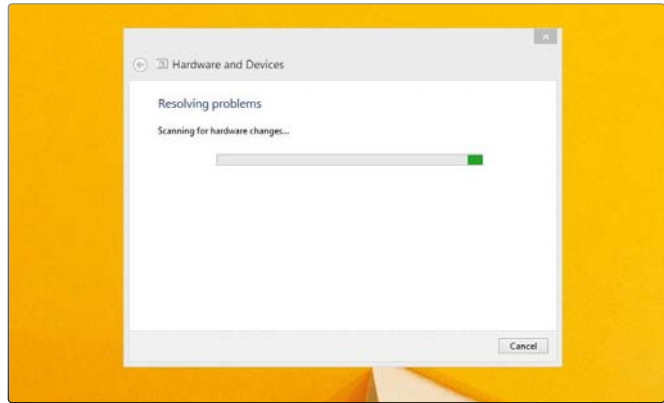 Hardware and Devices
Resolving problems
Scanning for hardware changes...
Cancel